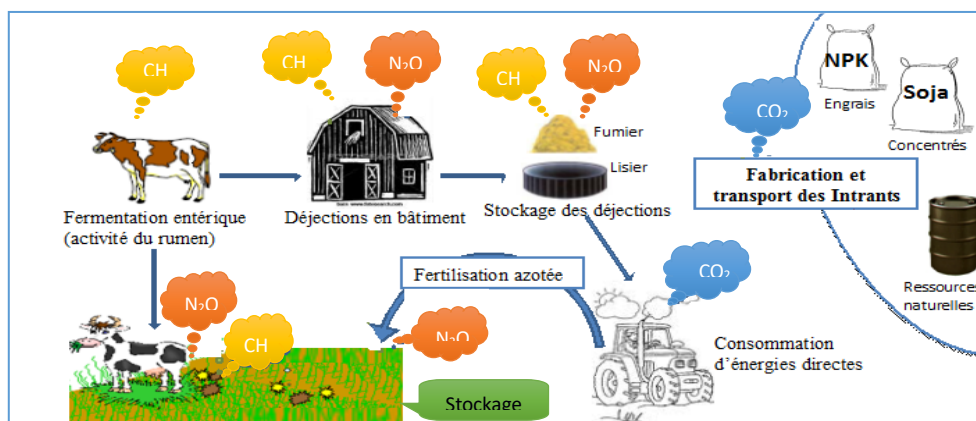 CH
CH
N₂O
CH
N₂O
NPK
Engrais
Soja
Concentrés
CO₂
Fumier
Lisier
Fabrication et
transport des Intrants
Fermentation entérique
(activité du rumen)
Déjections en bâtiment
Stockage des déjections
Ressources
naturelles
Fertilisation azotée
CO₂
N₂O
CH
N₂O
Consommation
d'énergies directes
Stockage